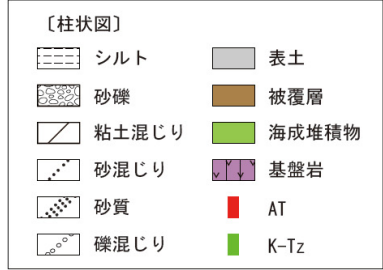 〔柱状図〕
シルト
砂礫
粘土混じり
砂混じり
砂質
礫混じり
表土
被覆層
海成堆積物
基盤岩
AT
K-Tz